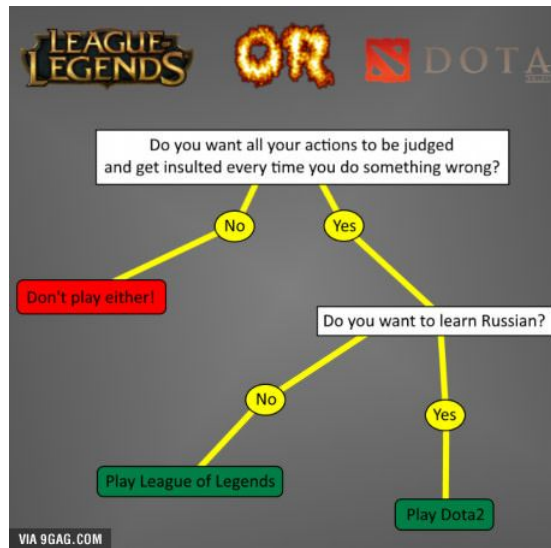 LEAGUE
OF
LEGENDS
OR
DOTA
Do you want all your actions to be judged
and get insulted every time you do something wrong?
No
Yes
Don't play either!
Do you want to learn Russian?
No
Yes
Play League of Legends
Play Dota2
VIA 9GAG.COM